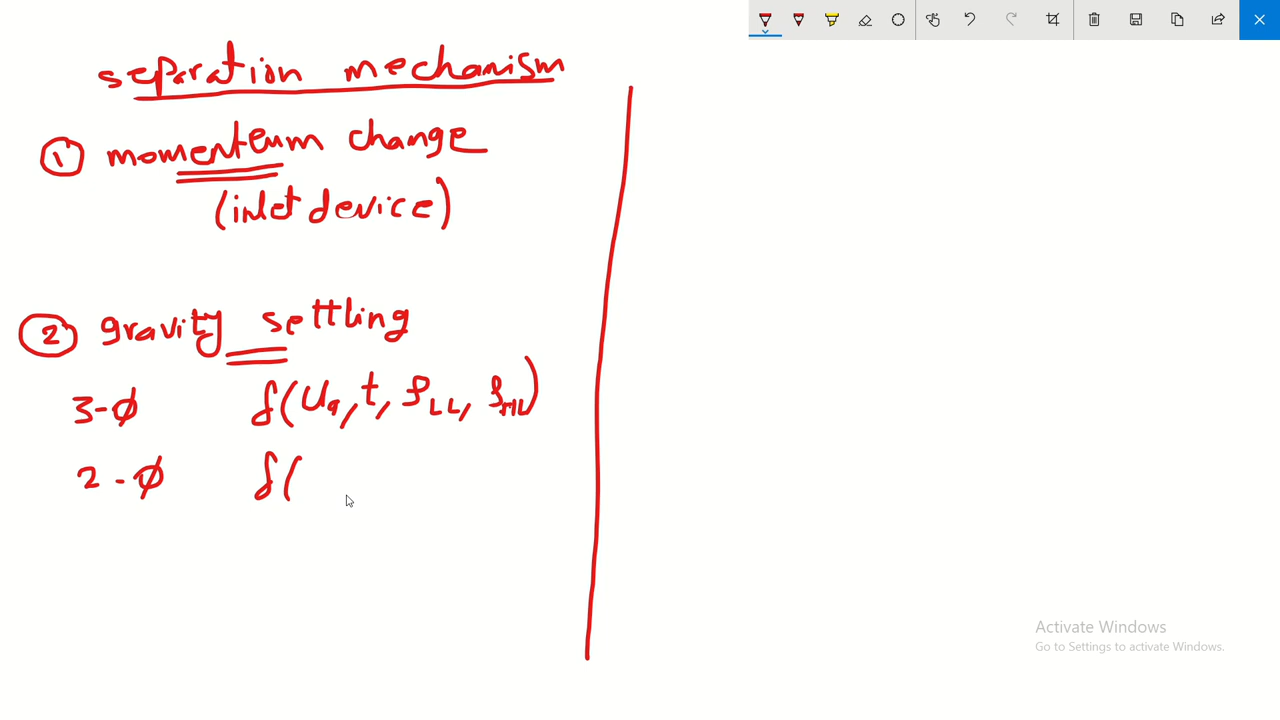 separation mechanism
① momentum change
(inlet device)
② gravity settling
3-φ f(Ug, t, ρLL, ρHL)
2-φ f(
Activate Windows
Go to Settings to activate Windows.